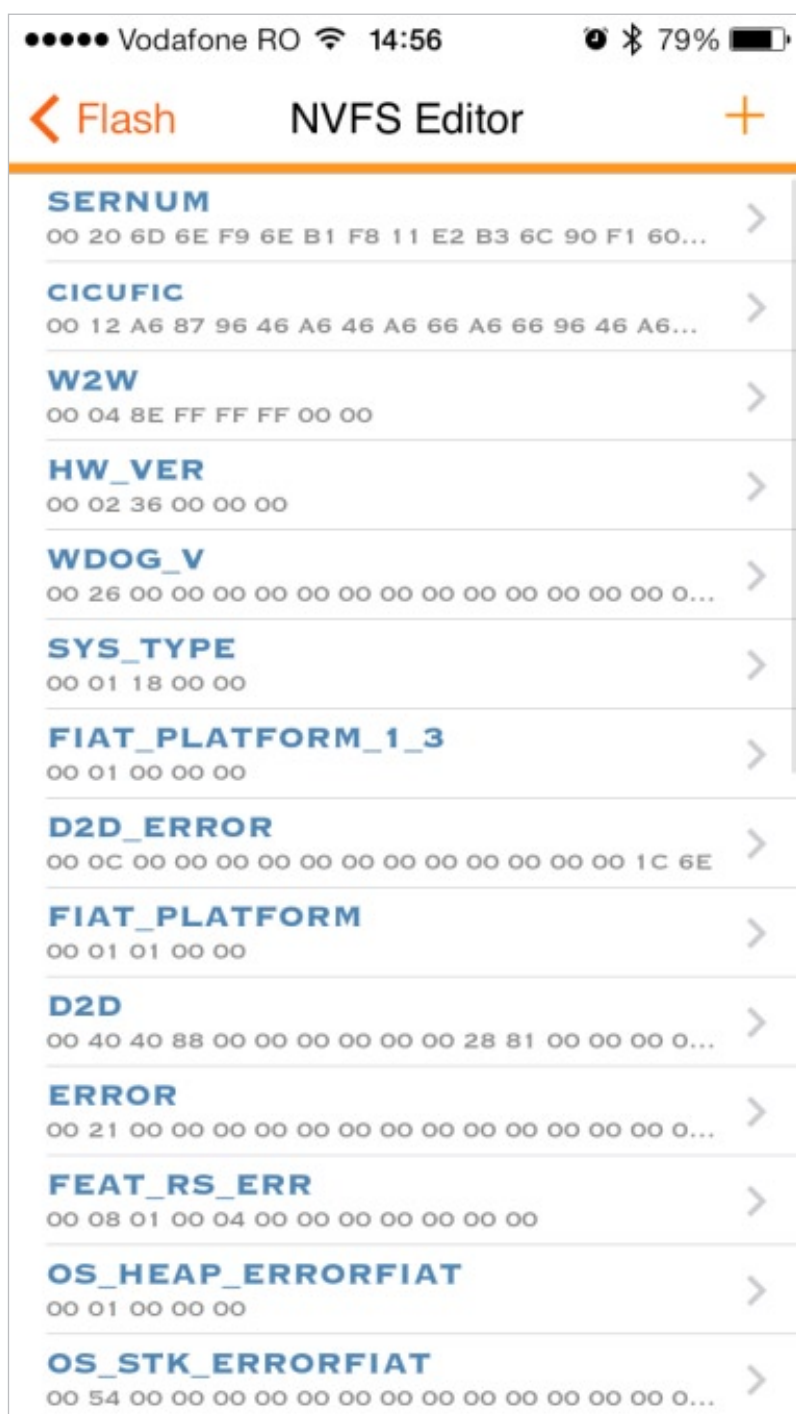 Vodafone RO 14:56 79%
Flash NVFS Editor +
SERNUM
00 20 6D 6E F9 6E B1 F8 11 E2 B3 6C 90 F1 60...
CICUFIC
00 12 A6 87 96 46 A6 46 A6 66 A6 66 96 46 A6...
W2W
00 04 8E FF FF FF 00 00
HW_VER
00 02 36 00 00 00
WDOG_V
00 26 00 00 00 00 00 00 00 00 00 00 00 00 0...
SYS_TYPE
00 01 18 00 00
FIAT_PLATFORM_1_3
00 01 00 00 00
D2D_ERROR
00 0C 00 00 00 00 00 00 00 00 00 00 00 00 1C 6E
FIAT_PLATFORM
00 01 01 00 00
D2D
00 40 40 88 00 00 00 00 00 00 28 81 00 00 00 0...
ERROR
00 21 00 00 00 00 00 00 00 00 00 00 00 00 00 0...
FEAT_RS_ERR
00 08 01 00 04 00 00 00 00 00 00 00
OS_HEAP_ERRORFIAT
00 01 00 00 00
OS_STK_ERRORFIAT
00 54 00 00 00 00 00 00 00 00 00 00 00 00 00 0...